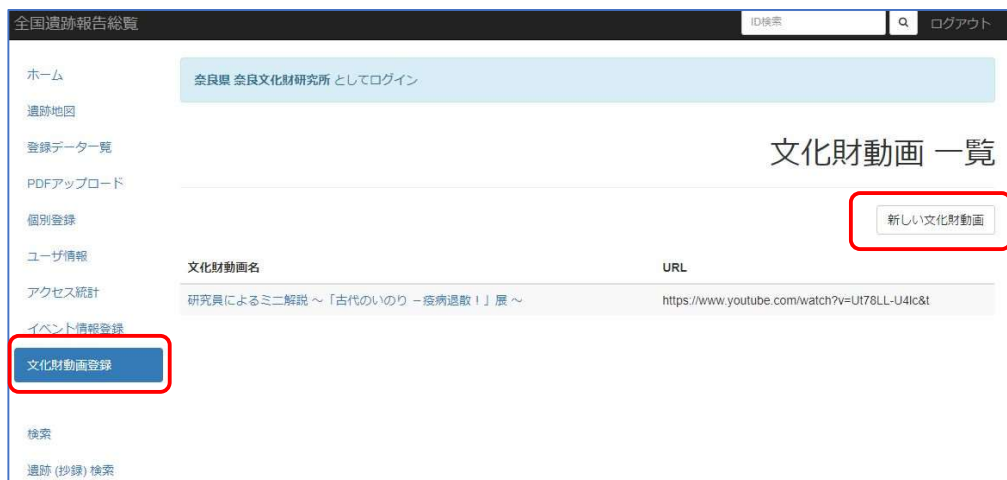 全国遺跡報告総覧
ID検索
ログアウト
ホーム
遺跡地図
登録データ一覧
PDFアップロード
個別登録
ユーザ情報
アクセス統計
イベント情報登録
文化財動画登録
検索
遺跡 (抄録) 検索
奈良県 奈良文化財研究所 としてログイン
文化財動画 一覧
新しい文化財動画
文化財動画名 URL
研究員によるミニ解説 ～「古代のいのり －疫病退散！」展 ～ https://www.youtube.com/watch?v=Ut78LL-U4Ic&t